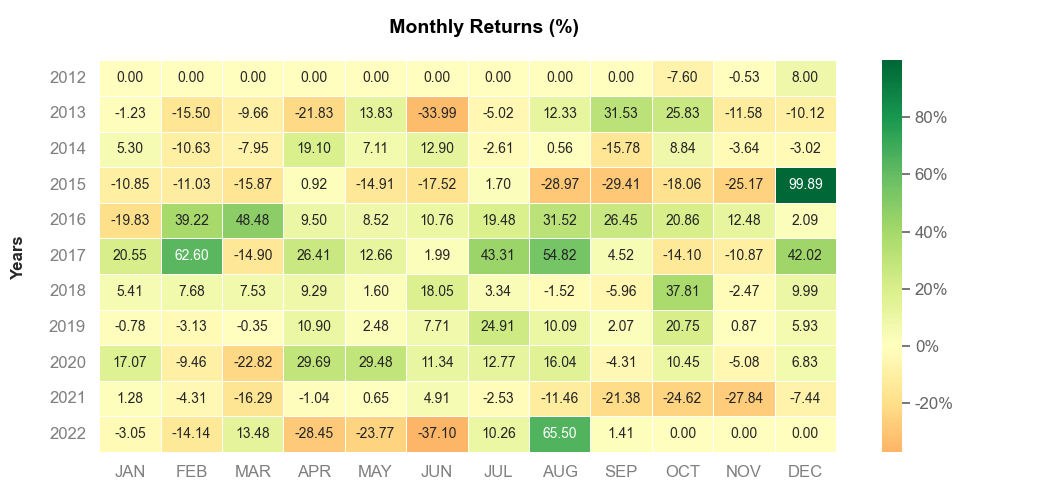 Monthly Returns (%)
Years
2012 0.00 0.00 0.00 0.00 0.00 0.00 0.00 0.00 0.00 -7.60 -0.53 8.00
2013 -1.23 -15.50 -9.66 -21.83 13.83 -33.99 -5.02 12.33 31.53 25.83 -11.58 -10.12
2014 5.30 -10.63 -7.95 19.10 7.11 12.90 -2.61 0.56 -15.78 8.84 -3.64 -3.02
2015 -10.85 -11.03 -15.87 0.92 -14.91 -17.52 1.70 -28.97 -29.41 -18.06 -25.17 99.89
2016 -19.83 39.22 48.48 9.50 8.52 10.76 19.48 31.52 26.45 20.86 12.48 2.09
2017 20.55 62.60 -14.90 26.41 12.66 1.99 43.31 54.82 4.52 -14.10 -10.87 42.02
2018 5.41 7.68 7.53 9.29 1.60 18.05 3.34 -1.52 -5.96 37.81 -2.47 9.99
2019 -0.78 -3.13 -0.35 10.90 2.48 7.71 24.91 10.09 2.07 20.75 0.87 5.93
2020 17.07 -9.46 -22.82 29.69 29.48 11.34 12.77 16.04 -4.31 10.45 -5.08 6.83
2021 1.28 -4.31 -16.29 -1.04 0.65 4.91 -2.53 -11.46 -21.38 -24.62 -27.84 -7.44
2022 -3.05 -14.14 13.48 -28.45 -23.77 -37.10 10.26 65.50 1.41 0.00 0.00 0.00
JAN FEB MAR APR MAY JUN JUL AUG SEP OCT NOV DEC
80%
60%
40%
20%
0%
-20%